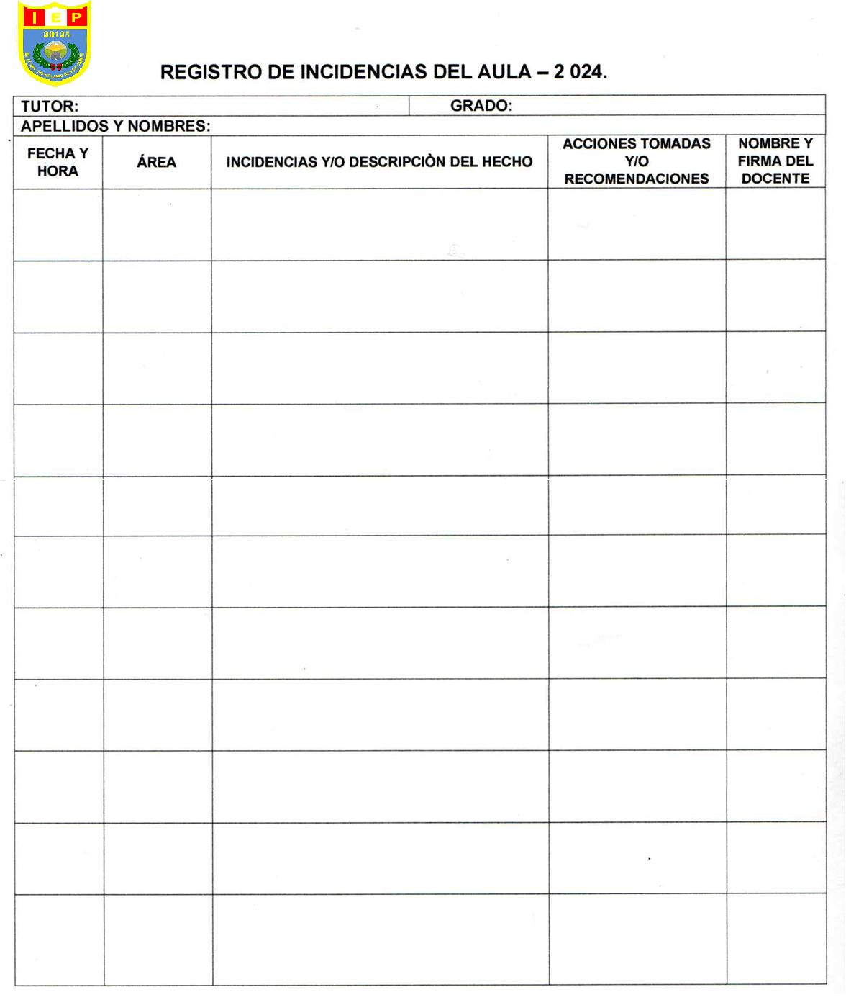 I E P
20125
REGISTRO DE INCIDENCIAS DEL AULA – 2 024.
TUTOR: GRADO:
APELLIDOS Y NOMBRES:
FECHA Y
HORA
ÁREA
INCIDENCIAS Y/O DESCRIPCIÒN DEL HECHO
ACCIONES TOMADAS
Y/O
RECOMENDACIONES
NOMBRE Y
FIRMA DEL
DOCENTE